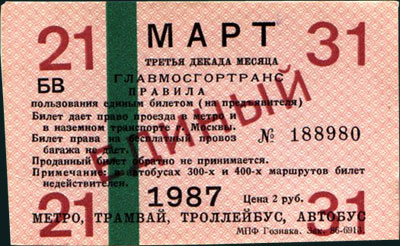 21 МАРТ 31
ТРЕТЬЯ ДЕКАДА МЕСЯЦА
БВ ГЛАВМОСГОРТРАНС
ПРАВИЛА
пользования единым билетом (на предъявителя)
Билет дает право проезда в метро и
в наземном транспорте г. Москвы.
Билет права на бесплатный провоз
багажа не дает.
№ 188980
Проданный билет обратно не принимается.
Примечание: в автобусах 300-х и 400-х маршрутов билет
недействителен.
ЕДИНЫЙ
21 1987 Цена 2 руб. 31
МЕТРО, ТРАМВАЙ, ТРОЛЛЕЙБУС, АВТОБУС
МПФ Гознака. Зак. 86-6913.